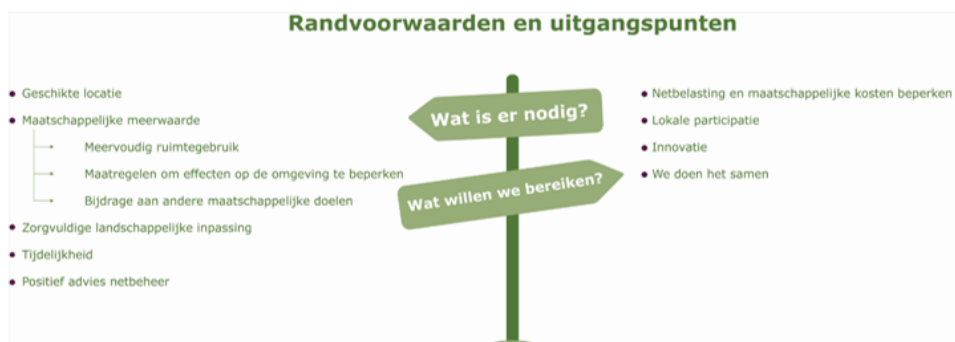 Randvoorwaarden en uitgangspunten
Geschikte locatie
Maatschappelijke meerwaarde
Meervoudig ruimtegebruik
Maatregelen om effecten op de omgeving te beperken
Bijdrage aan andere maatschappelijke doelen
Zorgvuldige landschappelijke inpassing
Tijdelijkheid
Positief advies netbeheer
Wat is er nodig?
Wat willen we bereiken?
Netbelasting en maatschappelijke kosten beperken
Lokale participatie
Innovatie
We doen het samen